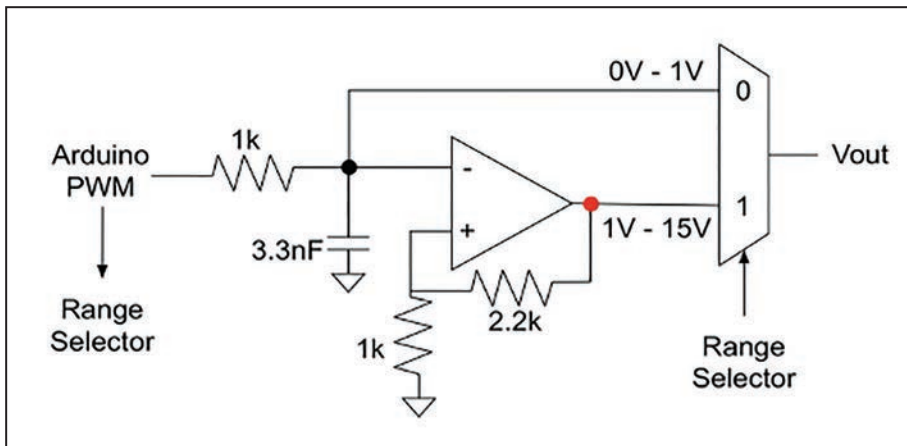 0V - 1V
0
1k
Arduino
PWM
-
Vout
+
1
1V - 15V
3.3nF
2.2k
Range
Selector
1k
Range
Selector